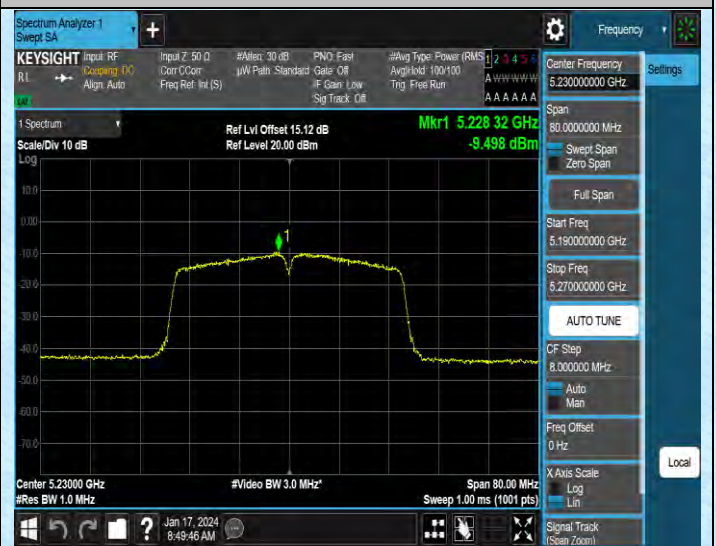 Spectrum Analyzer 1
Swept SA
+
Frequency
KEYSIGHT
RL
Input: RF
Coupling: DC
Align: Auto
Input Z: 50 Ω
Corr CCorr
Freq Ref: Int (S)
#Atten: 30 dB
µW Path: Standard
PNO: Fast
Gate: Off
IF Gain: Low
Sig Track: Off
#Avg Type: Power (RMS
Avg|Hold: 100/100
Trig: Free Run
1 2 3 4 5 6
A W W W W W
A A A A A A
1 Spectrum
Scale/Div 10 dB
Ref Lvl Offset 15.12 dB
Ref Level 20.00 dBm
Mkr1 5.228 32 GHz
-9.498 dBm
Log
10.0
0.00
-10.0
-20.0
-30.0
-40.0
-50.0
-60.0
-70.0
1
Center 5.23000 GHz
#Res BW 1.0 MHz
#Video BW 3.0 MHz*
Span 80.00 MHz
Sweep 1.00 ms (1001 pts)
?
Jan 17, 2024
8:49:46 AM
Center Frequency
5.230000000 GHz
Span
80.0000000 MHz
Swept Span
Zero Span
Full Span
Start Freq
5.190000000 GHz
Stop Freq
5.270000000 GHz
AUTO TUNE
CF Step
8.000000 MHz
Auto
Man
Freq Offset
0 Hz
X Axis Scale
Log
Lin
Signal Track
(Span Zoom)
Settings
Local